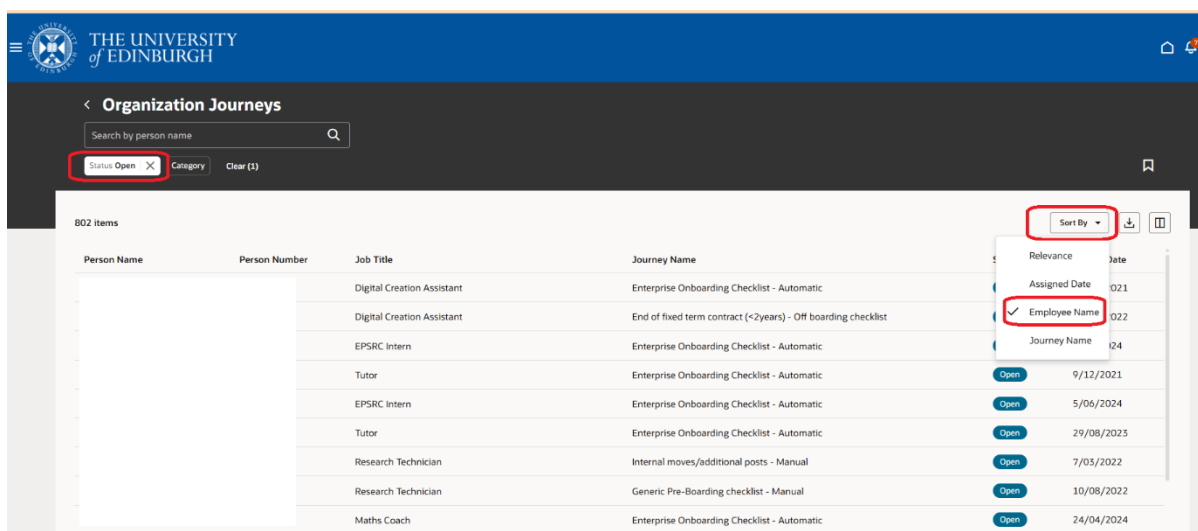 THE UNIVERSITY
of EDINBURGH
Organization Journeys
Search by person name
Status Open Category Clear (1)
802 items
Sort By
Relevance
Assigned Date
Employee Name
Journey Name
Person Name Person Number Job Title Journey Name Date
Digital Creation Assistant Enterprise Onboarding Checklist - Automatic 021
Digital Creation Assistant End of fixed term contract (<2years) - Off boarding checklist 022
EPSRC Intern Enterprise Onboarding Checklist - Automatic 24
Tutor Enterprise Onboarding Checklist - Automatic Open 9/12/2021
EPSRC Intern Enterprise Onboarding Checklist - Automatic Open 5/06/2024
Tutor Enterprise Onboarding Checklist - Automatic Open 29/08/2023
Research Technician Internal moves/additional posts - Manual Open 7/03/2022
Research Technician Generic Pre-Boarding checklist - Manual Open 10/08/2022
Maths Coach Enterprise Onboarding Checklist - Automatic Open 24/04/2024